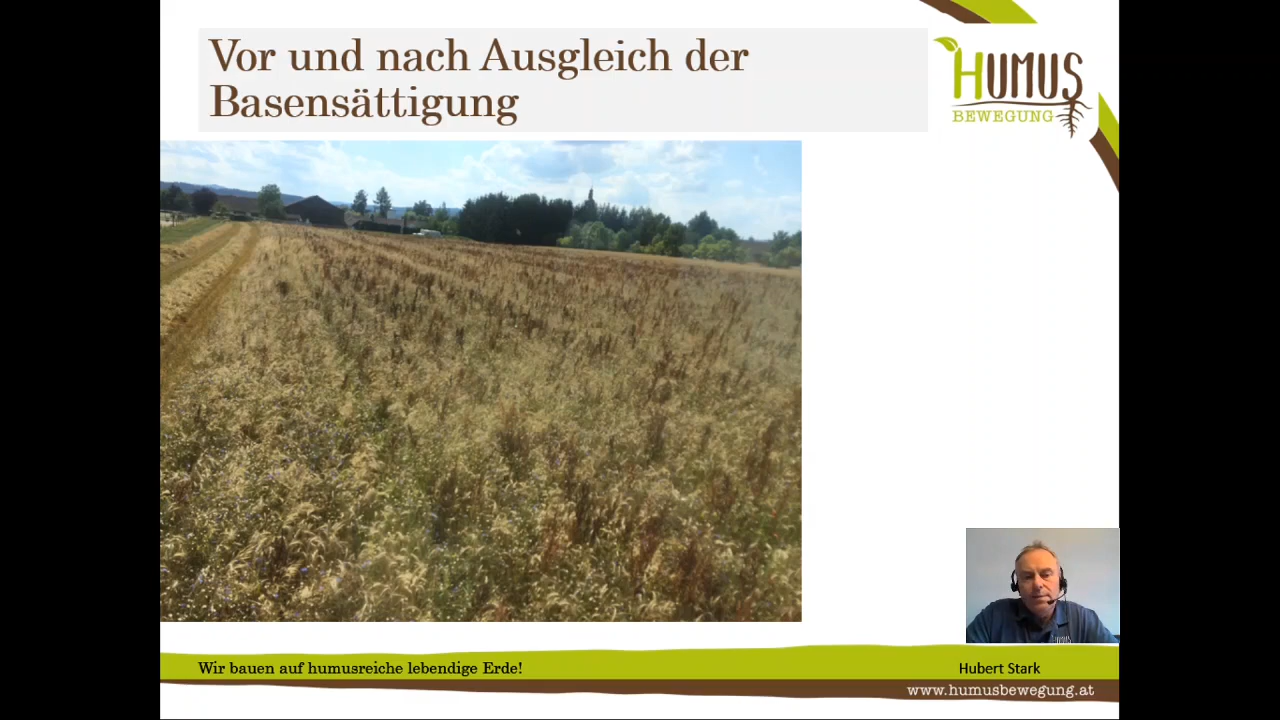 Vor und nach Ausgleich der
Basensättigung
HUMUS
BEWEGUNG
HUMUS
Wir bauen auf humusreiche lebendige Erde!
Hubert Stark
www.humusbewegung.at